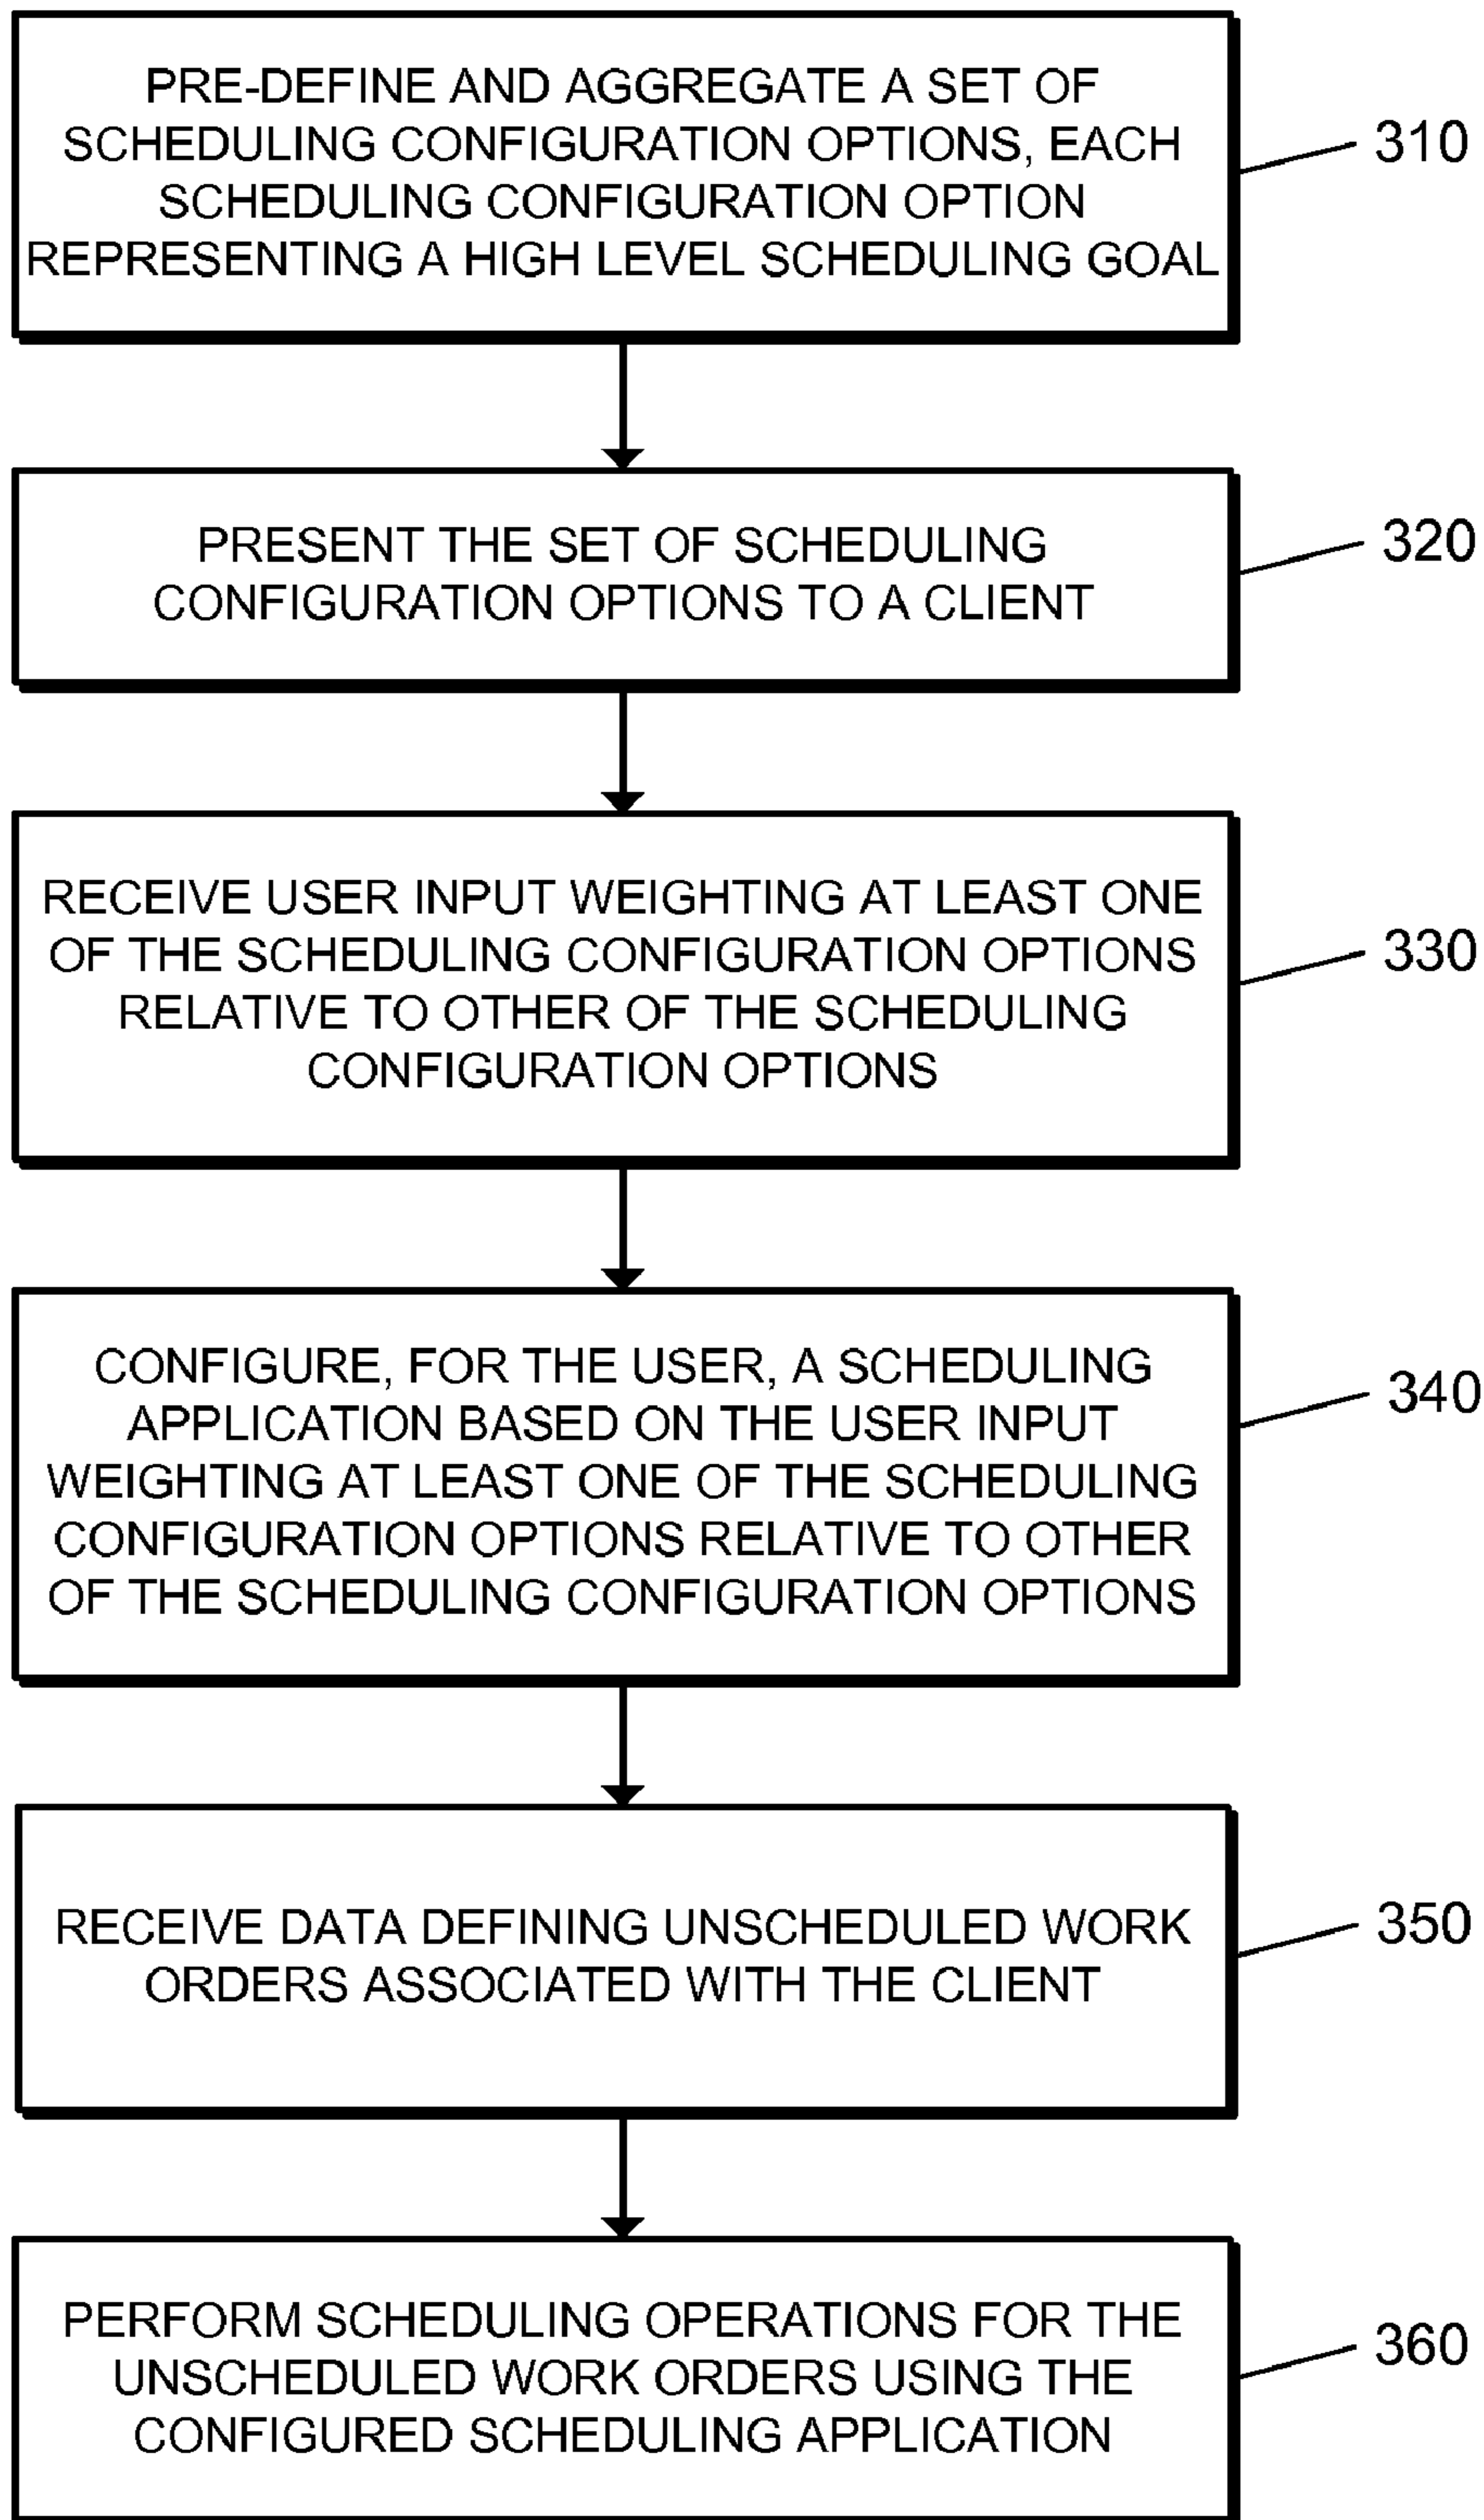 PRE-DEFINE AND AGGREGATE A SET OF
SCHEDULING CONFIGURATION OPTIONS, EACH
SCHEDULING CONFIGURATION OPTION
REPRESENTING A HIGH LEVEL SCHEDULING GOAL
310
PRESENT THE SET OF SCHEDULING
CONFIGURATION OPTIONS TO A CLIENT
320
RECEIVE USER INPUT WEIGHTING AT LEAST ONE
OF THE SCHEDULING CONFIGURATION OPTIONS
RELATIVE TO OTHER OF THE SCHEDULING
CONFIGURATION OPTIONS
330
CONFIGURE, FOR THE USER, A SCHEDULING
APPLICATION BASED ON THE USER INPUT
WEIGHTING AT LEAST ONE OF THE SCHEDULING
CONFIGURATION OPTIONS RELATIVE TO OTHER
OF THE SCHEDULING CONFIGURATION OPTIONS
340
RECEIVE DATA DEFINING UNSCHEDULED WORK
ORDERS ASSOCIATED WITH THE CLIENT
350
PERFORM SCHEDULING OPERATIONS FOR THE
UNSCHEDULED WORK ORDERS USING THE
CONFIGURED SCHEDULING APPLICATION
360